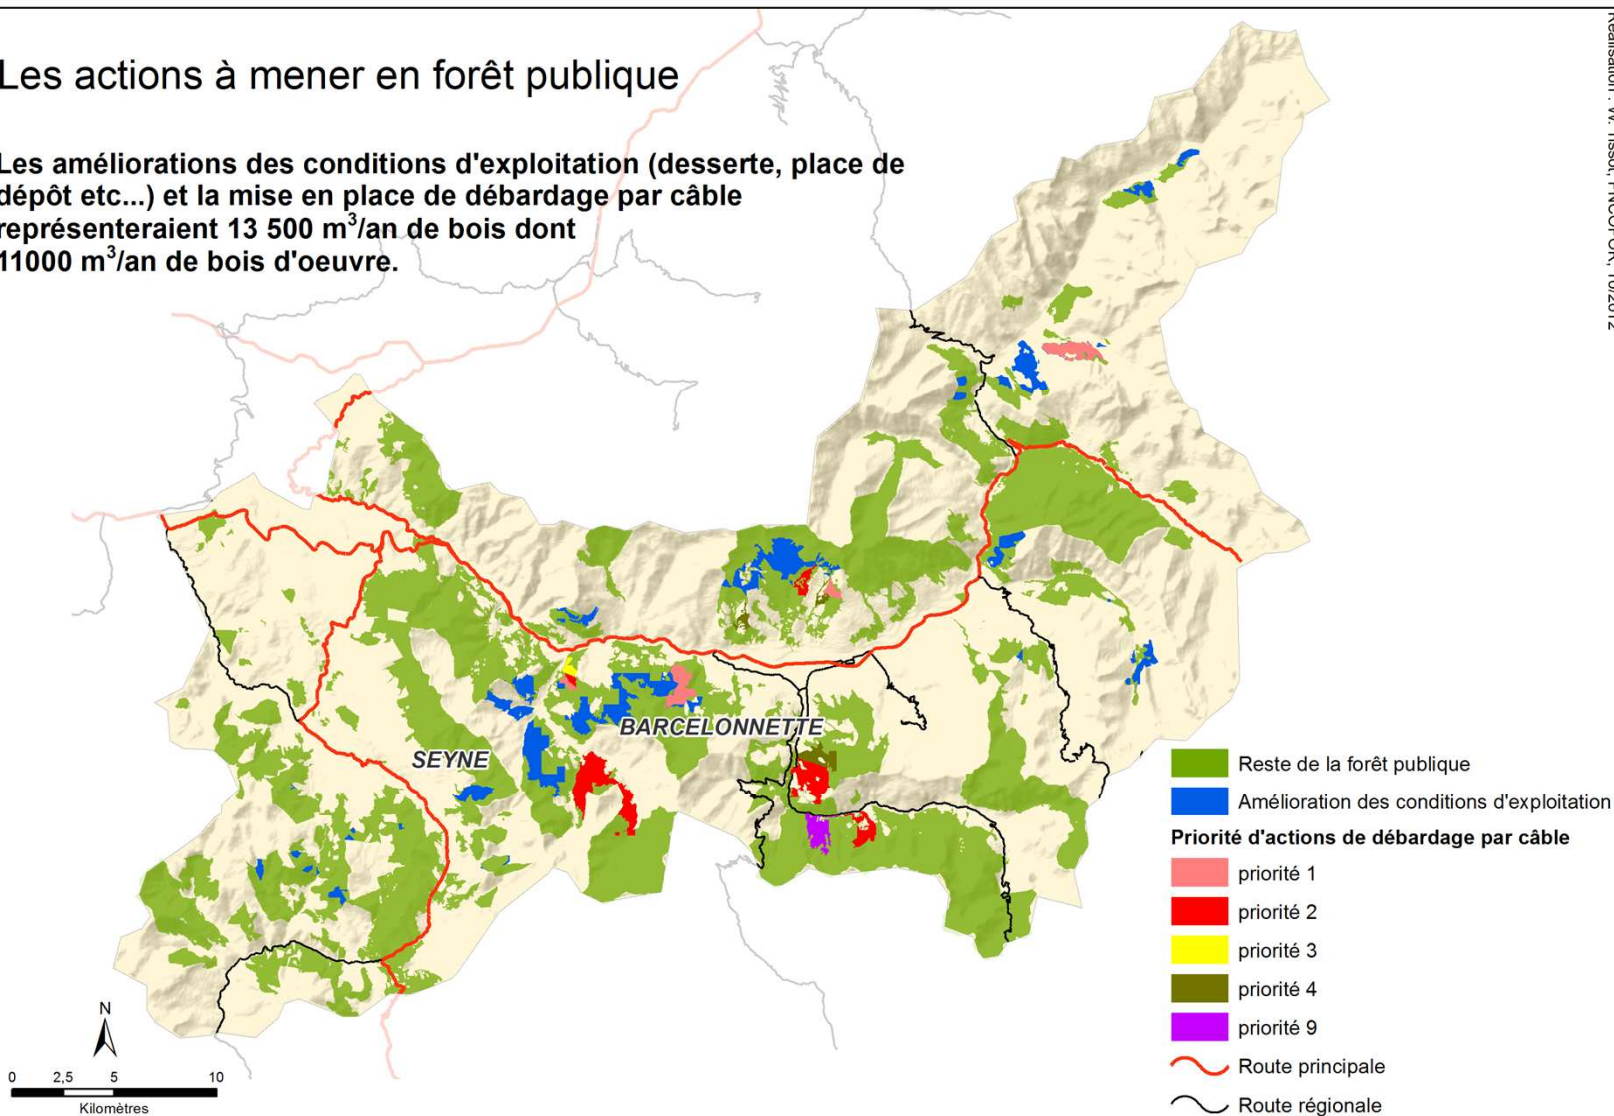 Les actions à mener en forêt publique
Les améliorations des conditions d'exploitation (desserte, place de
dépôt etc...) et la mise en place de débardage par câble
représenteraient 13 500 m³/an de bois dont
11000 m³/an de bois d'oeuvre.
SEYNE
BARCELONNETTE
Reste de la forêt publique
Amélioration des conditions d'exploitation
Priorité d'actions de débardage par câble
priorité 1
priorité 2
priorité 3
priorité 4
priorité 9
Route principale
Route régionale
N
0 2,5 5 10
Kilomètres